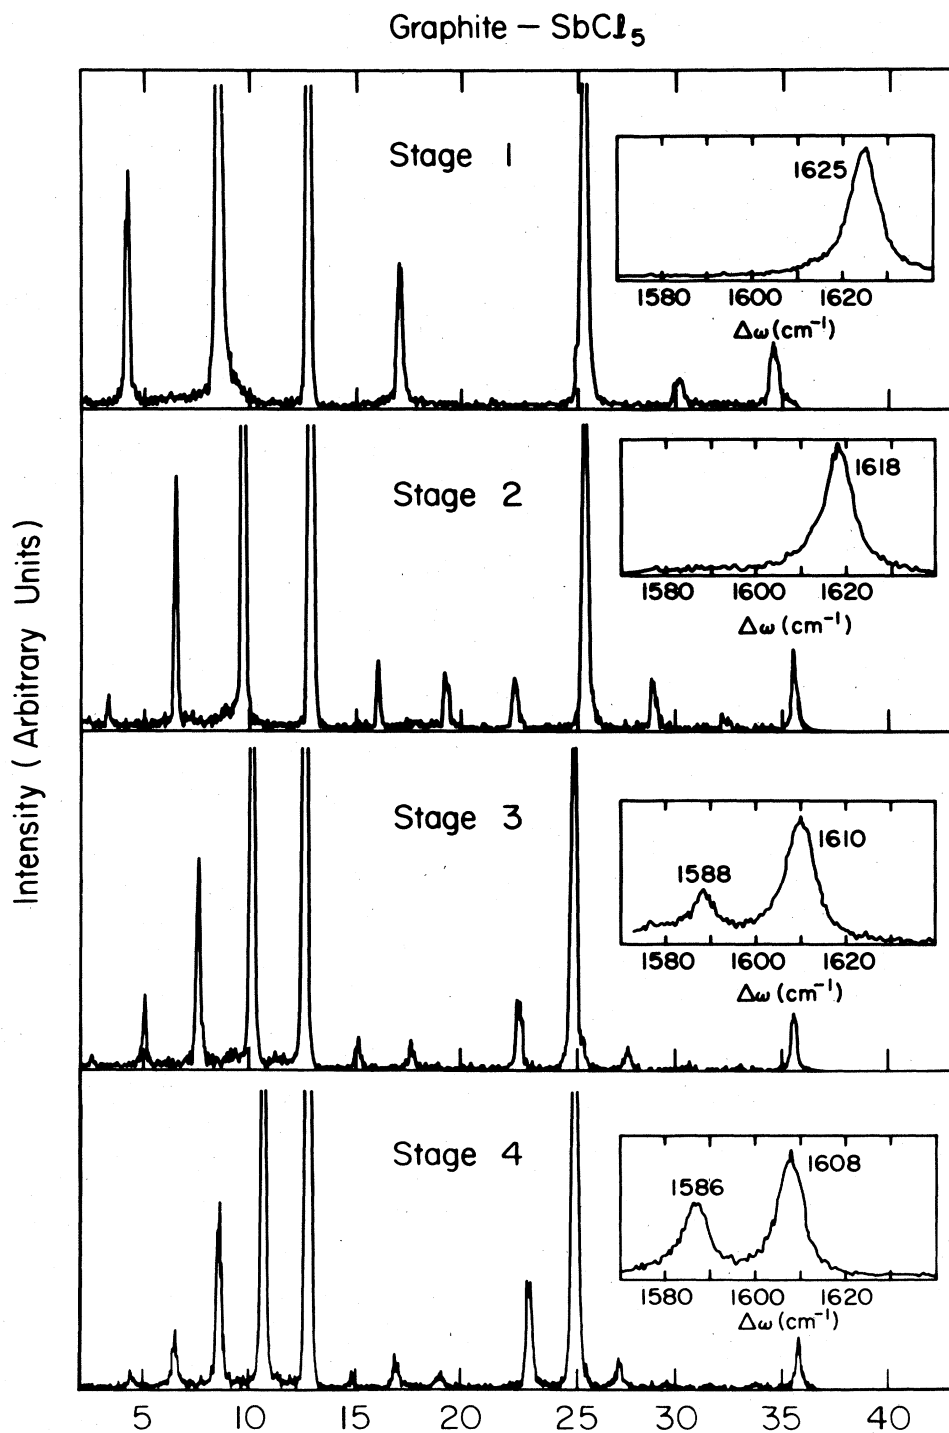 Graphite – SbCl₅
Stage 1
1625
1580 1600 1620
Δω (cm⁻¹)
Stage 2
1618
1580 1600 1620
Δω (cm⁻¹)
Intensity (Arbitrary Units)
Stage 3
1588
1610
1580 1600 1620
Δω (cm⁻¹)
Stage 4
1586
1608
1580 1600 1620
Δω (cm⁻¹)
5 10 15 20 25 30 35 40